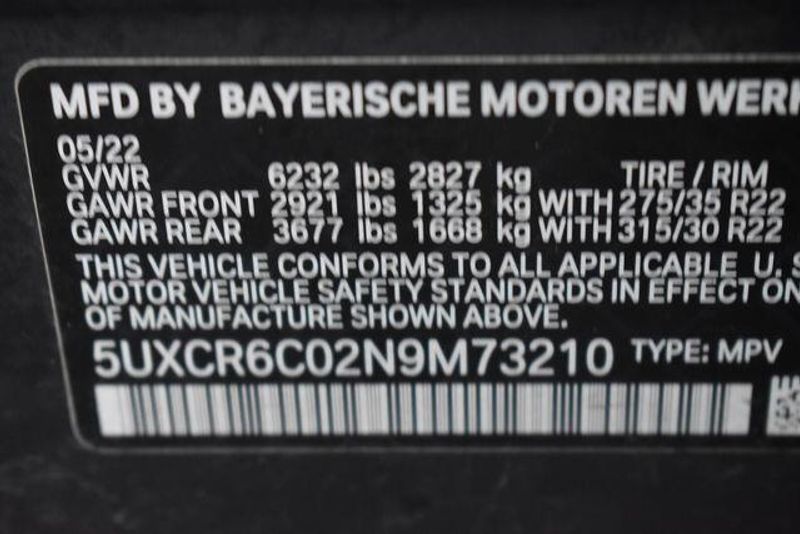 MFD BY BAYERISCHE MOTOREN WER
05/22
GVWR 6232 lbs 2827 kg TIRE / RIM
GAWR FRONT 2921 lbs 1325 kg WITH 275/35 R22
GAWR REAR 3677 lbs 1668 kg WITH 315/30 R22
THIS VEHICLE CONFORMS TO ALL APPLICABLE U. S
MOTOR VEHICLE SAFETY STANDARDS IN EFFECT ON
OF MANUFACTURE SHOWN ABOVE.
5UXCR6C02N9M73210 TYPE: MPV